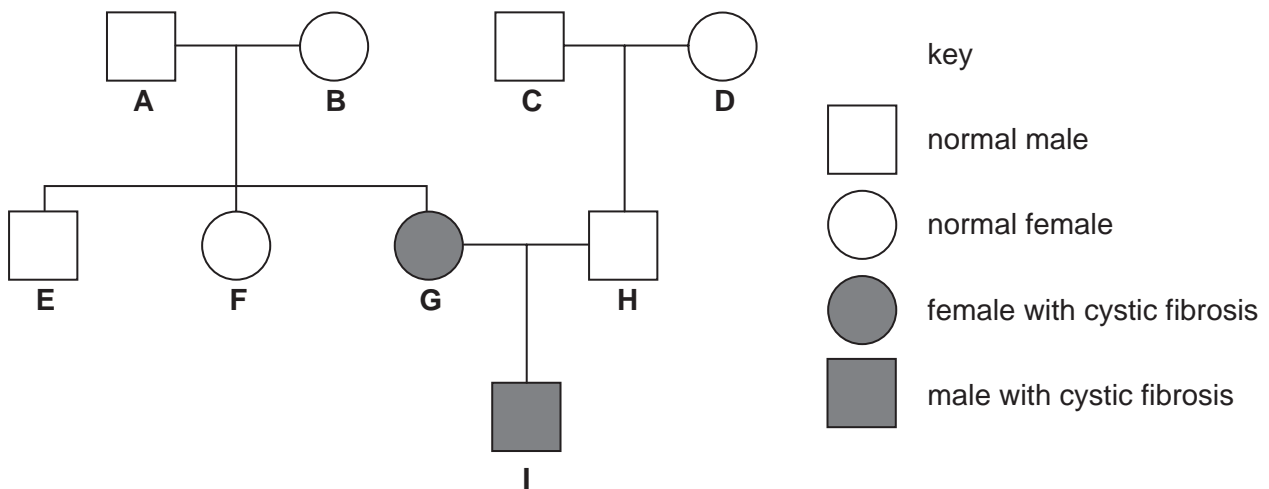 A B C D
E F G H
I
key
normal male
normal female
female with cystic fibrosis
male with cystic fibrosis